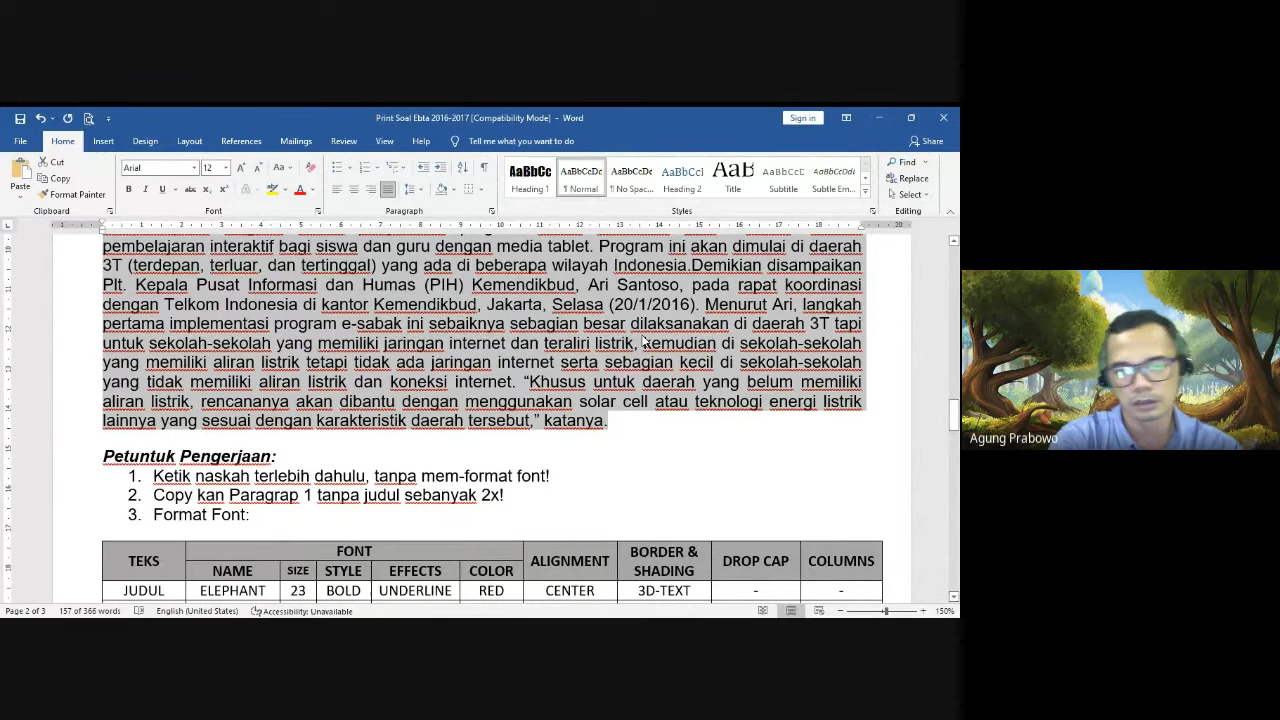 Print Soal Ebta 2016-2017 [Compatibility Mode] - Word
Sign in
File Home Insert Design Layout References Mailings Review View Help Tell me what you want to do Share
Paste
Cut
Copy
Format Painter
Clipboard
Arial 12
Font
Paragraph
AaBbCc AaBbCcDc AaBbCcDc AaBbCc AaB AaBbCcC AaBbCcDc
Heading 1 ¶ Normal ¶ No Spac... Heading 2 Title Subtitle Subtle Em...
Styles
Find
Replace
Select
Editing
pembelajaran interaktif bagi siswa dan guru dengan media tablet. Program ini akan dimulai di daerah
3T (terdepan, terluar, dan tertinggal) yang ada di beberapa wilayah Indonesia.Demikian disampaikan
Plt. Kepala Pusat Informasi dan Humas (PIH) Kemendikbud, Ari Santoso, pada rapat koordinasi
dengan Telkom Indonesia di kantor Kemendikbud, Jakarta, Selasa (20/1/2016). Menurut Ari, langkah
pertama implementasi program e-sabak ini sebaiknya sebagian besar dilaksanakan di daerah 3T tapi
untuk sekolah-sekolah yang memiliki jaringan internet dan teraliri listrik, kemudian di sekolah-sekolah
yang memiliki aliran listrik tetapi tidak ada jaringan internet serta sebagian kecil di sekolah-sekolah
yang tidak memiliki aliran listrik dan koneksi internet. “Khusus untuk daerah yang belum memiliki
aliran listrik, rencananya akan dibantu dengan menggunakan solar cell atau teknologi energi listrik
lainnya yang sesuai dengan karakteristik daerah tersebut,” katanya.
Petuntuk Pengerjaan:
1. Ketik naskah terlebih dahulu, tanpa mem-format font!
2. Copy kan Paragrap 1 tanpa judul sebanyak 2x!
3. Format Font:
TEKS FONT ALIGNMENT BORDER & SHADING DROP CAP COLUMNS
NAME SIZE STYLE EFFECTS COLOR
JUDUL ELEPHANT 23 BOLD UNDERLINE RED CENTER 3D-TEXT - -
Page 2 of 3 157 of 366 words English (United States) Accessibility: Unavailable 150%
Agung Prabowo